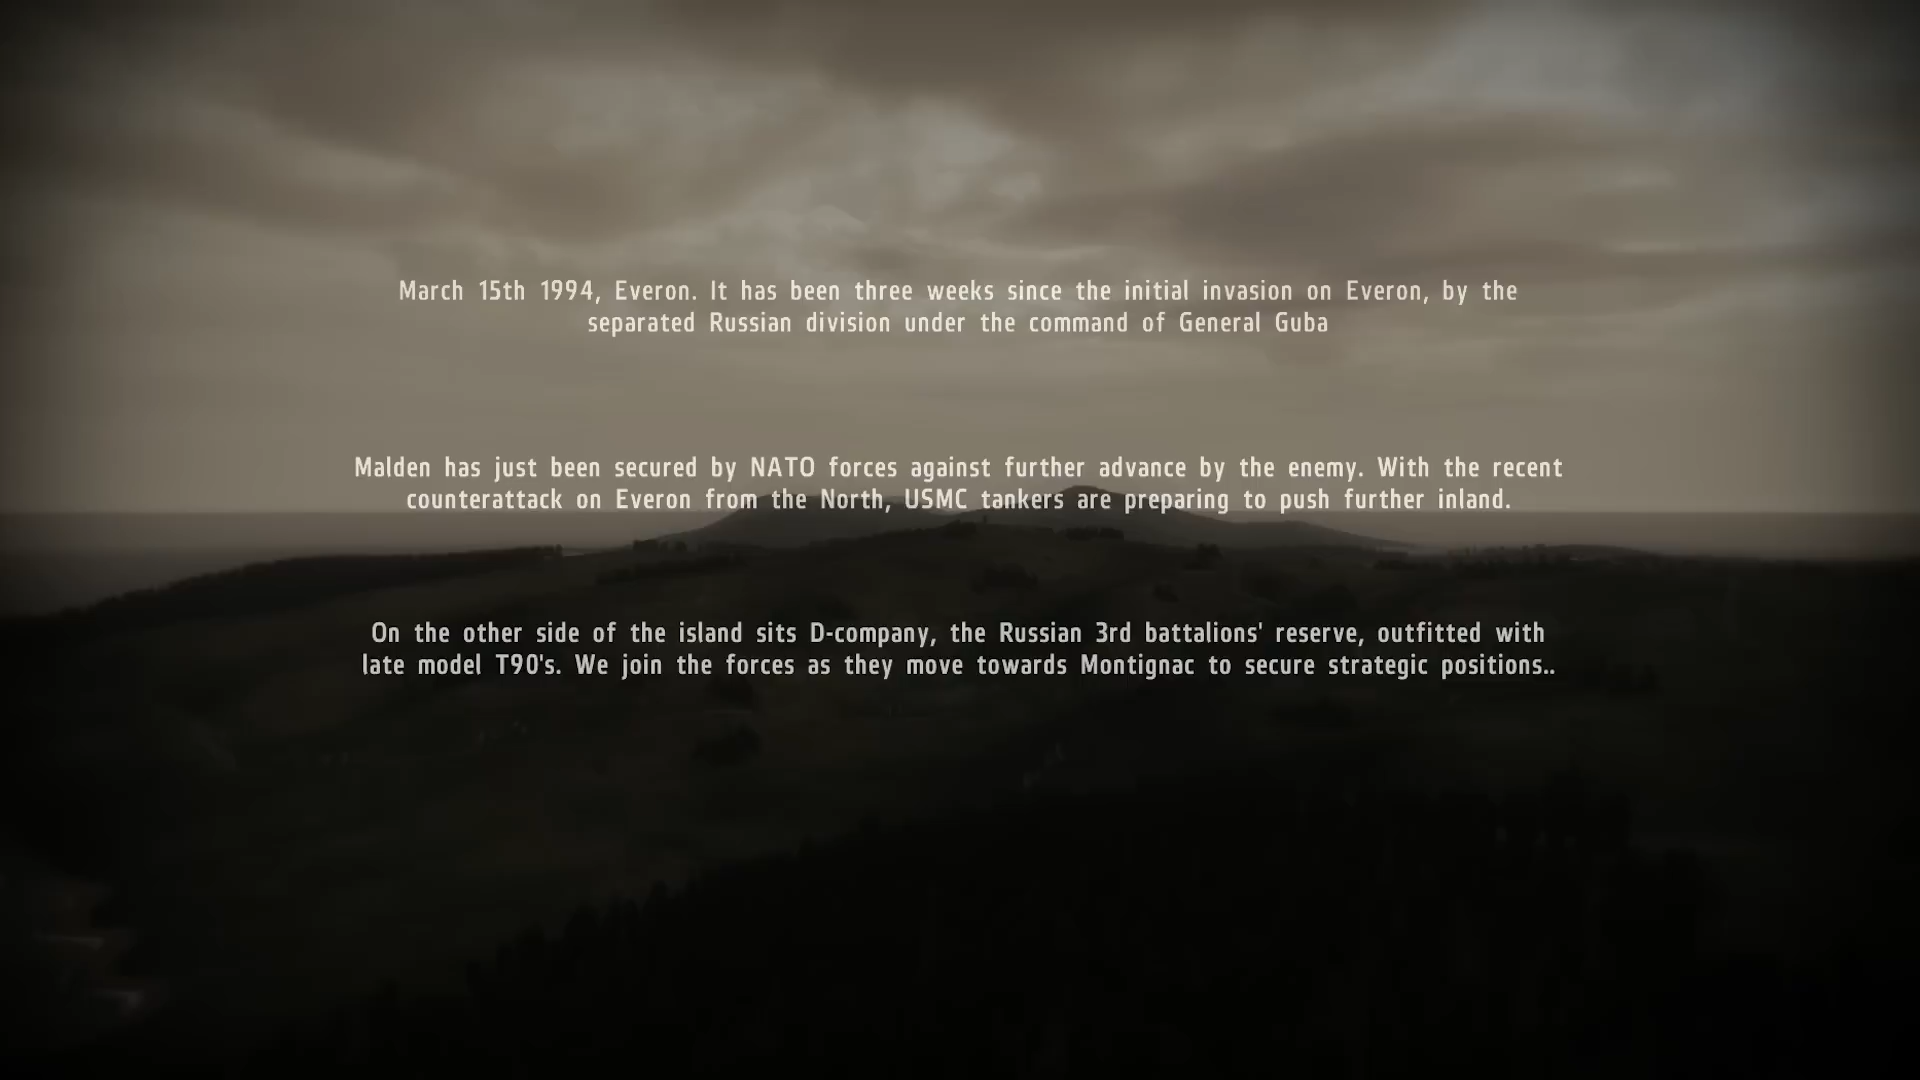 March 15th 1994, Everon. It has been three weeks since the initial invasion on Everon, by the
separated Russian division under the command of General Guba
Malden has just been secured by NATO forces against further advance by the enemy. With the recent
counterattack on Everon from the North, USMC tankers are preparing to push further inland.
On the other side of the island sits D-company, the Russian 3rd battalions' reserve, outfitted with
late model T90's. We join the forces as they move towards Montignac to secure strategic positions..